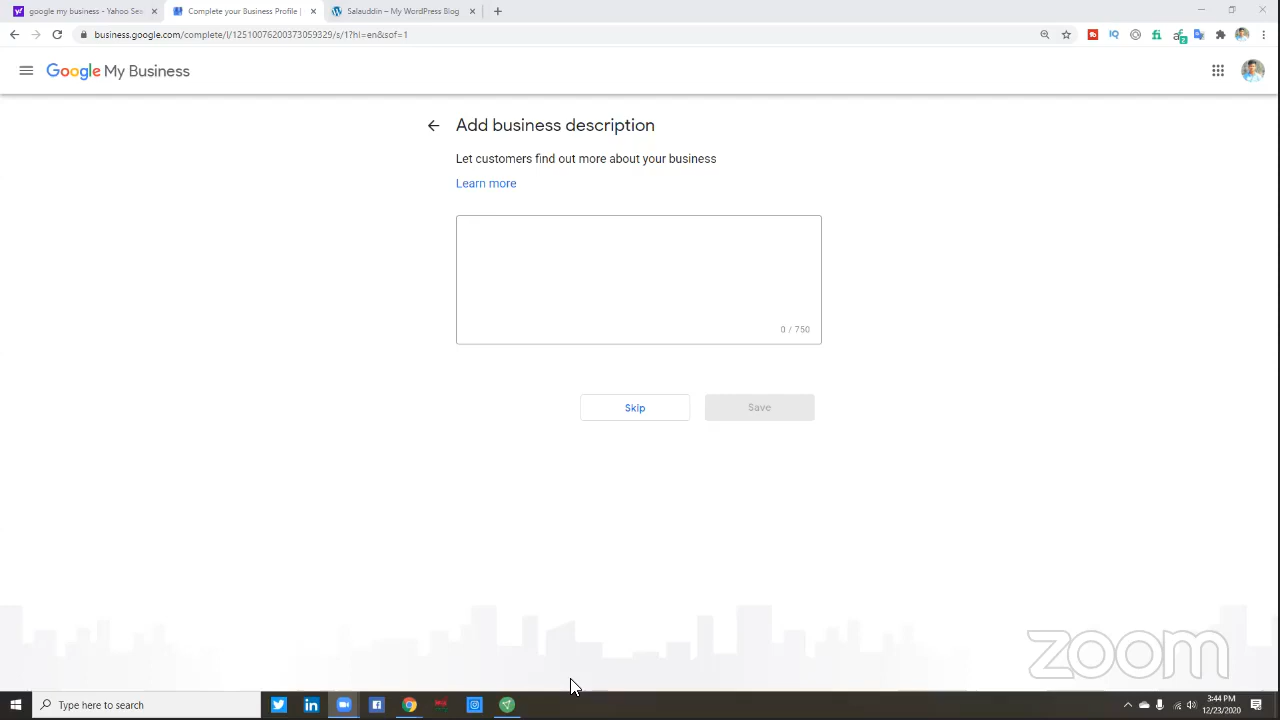 google my business - Yahoo Sea
Complete your Business Profile |
Salauddin – My WordPress Blog
business.google.com/complete/l/12510076200373059329/s/1?hl=en&sof=1
Google My Business
Add business description
Let customers find out more about your business
Learn more
0 / 750
Skip
Save
zoom
Type here to search
3:44 PM
12/23/2020